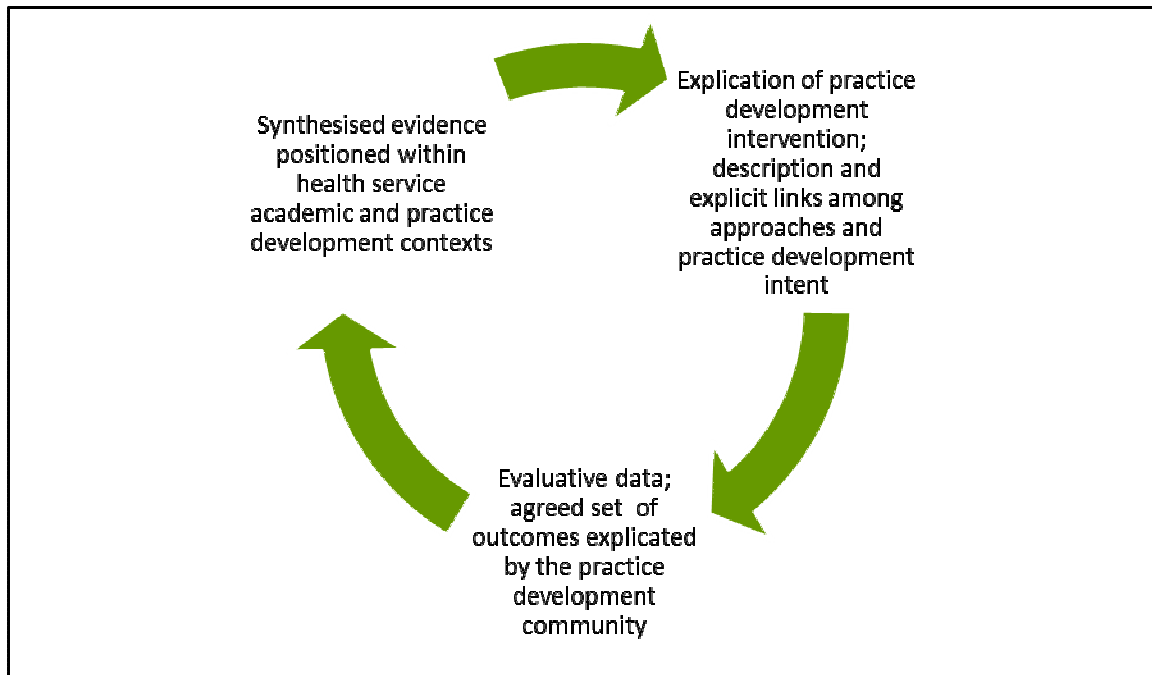 Synthesised evidence
positioned within
health service
academic and practice
development contexts
Explication of practice
development
intervention;
description and
explicit links among
approaches and
practice development
intent
Evaluative data;
agreed set of
outcomes explicated
by the practice
development
community